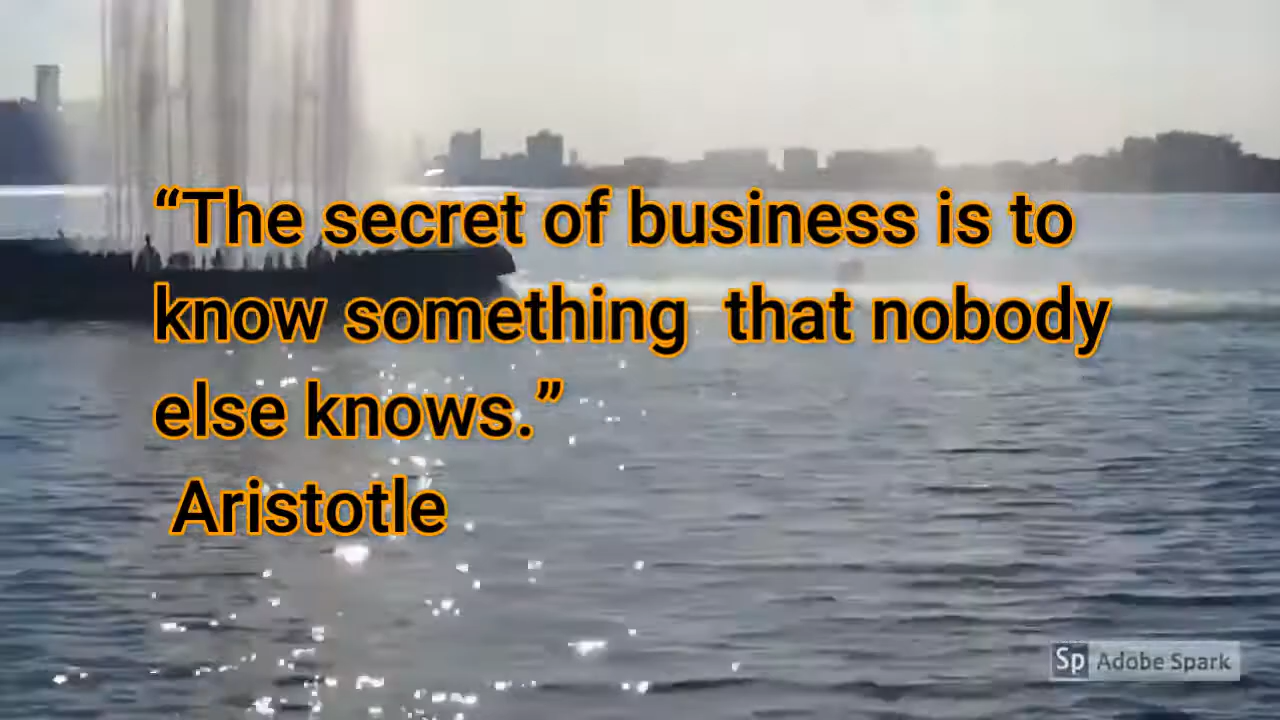 “The secret of business is to
know something  that nobody
else knows.”
Aristotle
Sp Adobe Spark